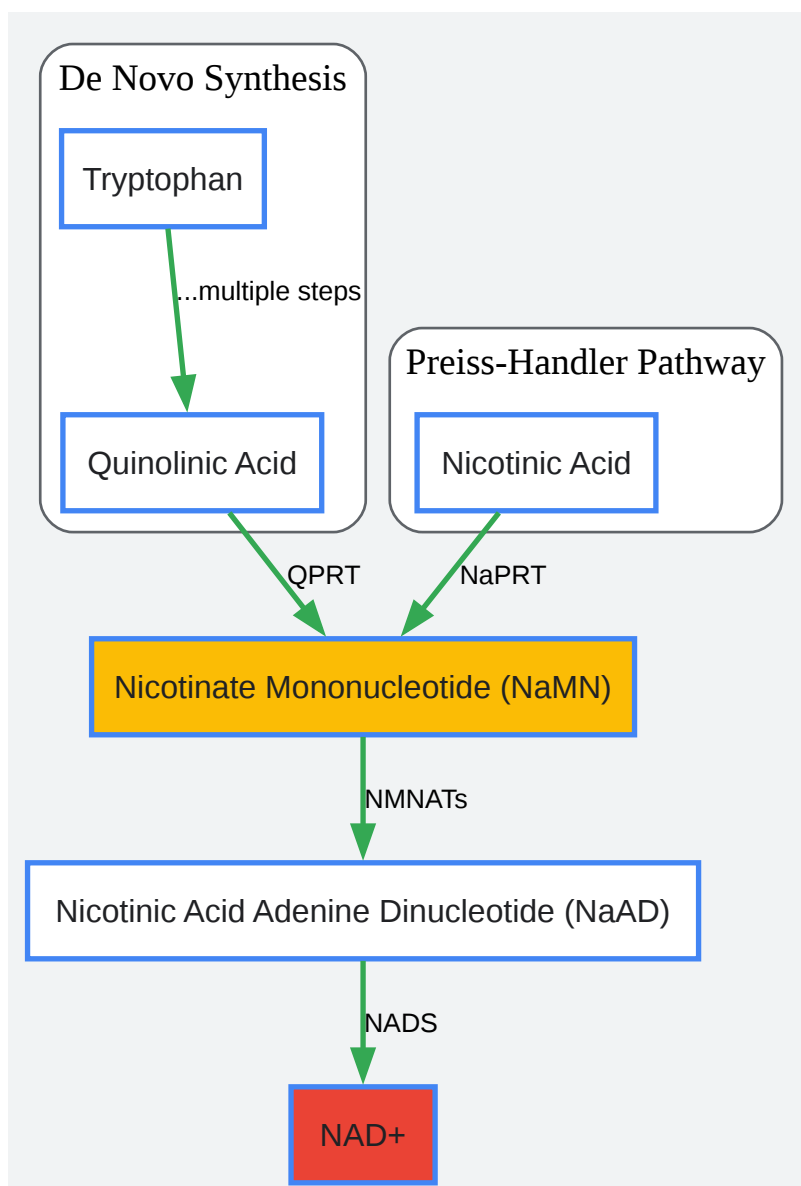 De Novo Synthesis
Tryptophan
...multiple steps
Preiss-Handler Pathway
Quinolinic Acid
Nicotinic Acid
QPRT
NaPRT
Nicotinate Mononucleotide (NaMN)
NMNATs
Nicotinic Acid Adenine Dinucleotide (NaAD)
NADS
NAD+